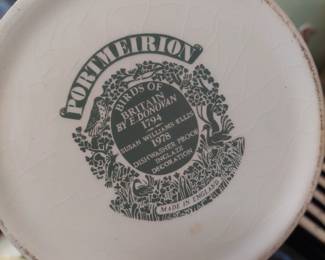 PORTMEIRION
BIRDS OF
BRITAIN
BY E. DONOVAN
1794
SUSAN WILLIAMS-ELLIS
1978
DISHWASHER PROOF
INGLAZE
DECORATION
MADE IN ENGLAND